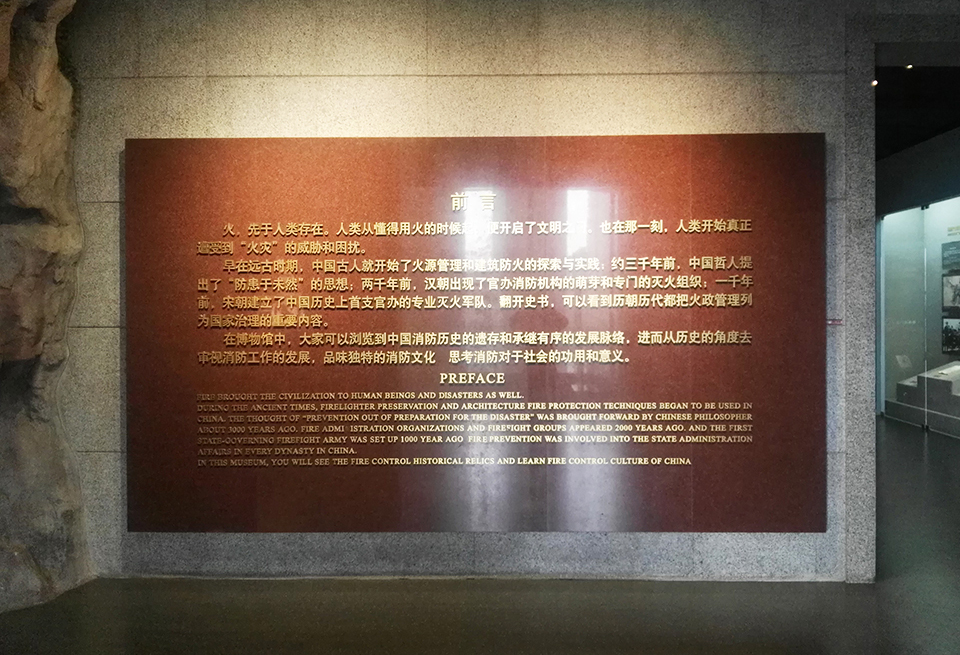 前言
火，先于人类存在。人类从懂得用火的时候起，便开启了文明之 也在那一刻，人类开始真正
遭受到“火灾”的威胁和困扰。
早在远古时期，中国古人就开始了火源管理和建筑防火的探索与实践；约三千年前，中国哲人提
出了“防患于未然”的思想；两千年前，汉朝出现了官办消防机构的萌芽和专门的灭火组织；一千年
前，宋朝建立了中国历史上首支官办的专业灭火军队。翻开史书，可以看到历朝历代都把火政管理列
为国家治理的重要内容。
在博物馆中，大家可以浏览到中国消防历史的遗存和承继有序的发展脉络，进而从历史的角度去
审视消防工作的发展，品味独特的消防文化 思考消防对于社会的功用和意义。
PREFACE
FIRE BROUGHT THE CIVILIZATION TO HUMAN BEINGS AND DISASTERS AS WELL.
DURING THE ANCIENT TIMES, FIRELIGHTER PRESERVATION AND ARCHITECTURE FIRE PROTECTION TECHNIQUES BEGAN TO BE USED IN
CHINA. THE THOUGHT OF "PREVENTION OUT OF PREPARATION FOR THE DISASTER" WAS BROUGHT FORWARD BY CHINESE PHILOSOPHER
ABOUT 3000 YEARS AGO. FIRE ADMI ISTRATION ORGANIZATIONS AND FIREFIGHT GROUPS APPEARED 2000 YEARS AGO. AND THE FIRST
STATE-GOVERNING FIREFIGHT ARMY WAS SET UP 1000 YEAR AGO FIRE PREVENTION WAS INVOLVED INTO THE STATE ADMINISTRATION
AFFAIRS IN EVERY DYNASTY IN CHINA.
IN THIS MUSEUM, YOU WILL SEE THE FIRE CONTROL HISTORICAL RELICS AND LEARN FIRE CONTROL CULTURE OF CHINA